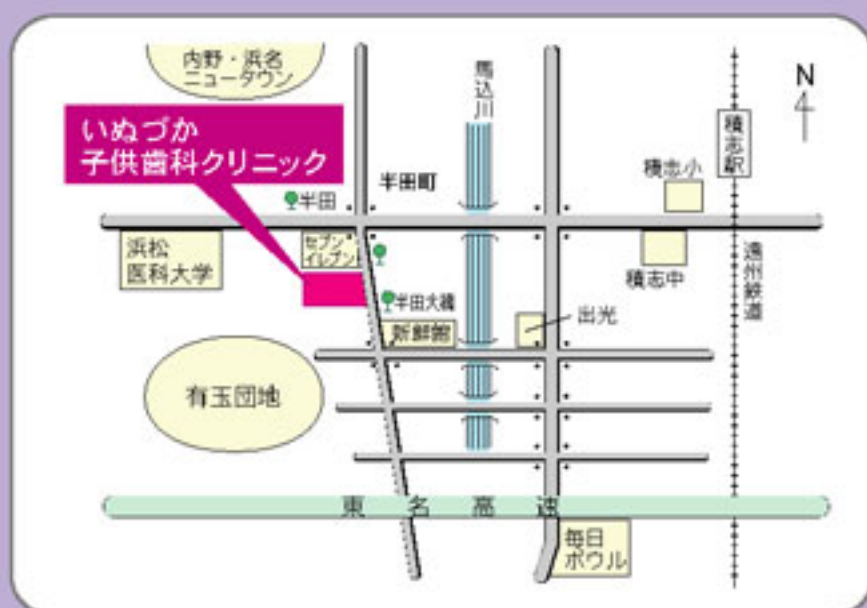 内野・浜名
ニュータウン
馬込川
N
積志駅
いぬづか
子供歯科クリニック
半田町
積志小
半田
浜松
医科大学
セブン
イレブン
積志中
遠州鉄道
半田大橋
新鮮館
出光
有玉団地
東名高速
毎日
ボウル